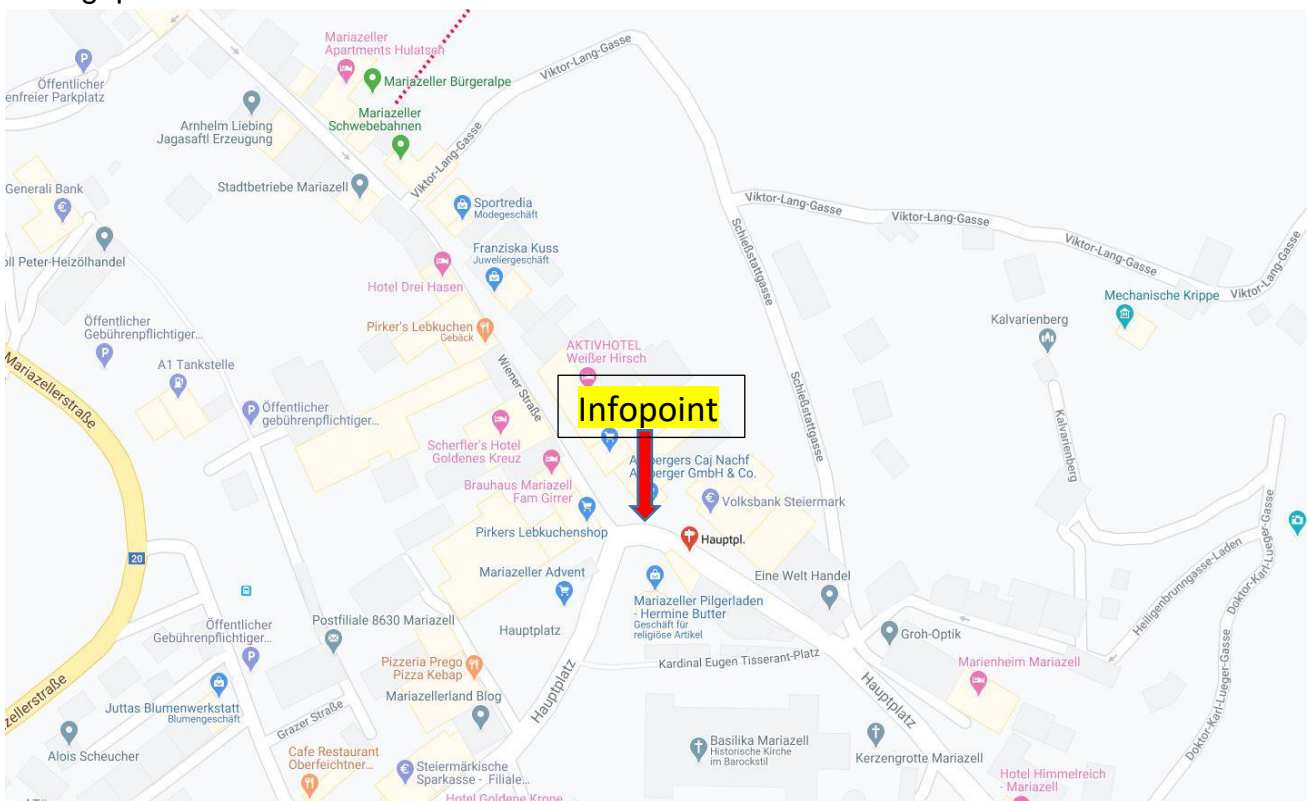 Mariazeller
Apartments Hulatsch
Mariazeller Bürgeralpe
Viktor-Lang-Gasse
Öffentlicher
enfreier Parkplatz
Arnhelm Liebing
Jagasaftl Erzeugung
Mariazeller
Schwebebahnen
Viktor-Lang-Gasse
Generali Bank
Stadtbetriebe Mariazell
Sportredia
Modegeschäft
Viktor-Lang-Gasse
Viktor-Lang-Gasse
Viktor-Lang-Gasse
Viktor-Lang-Gasse
Schießstattgasse
oll Peter-Heizölhandel
Franziska Kuss
Juweliergeschäft
Hotel Drei Hasen
Mechanische Krippe
Kalvarienberg
Öffentlicher
Gebührenpflichtiger...
Pirker's Lebkuchen
Gebäck
AKTIVHOTEL
Weißer Hirsch
Mariazellerstraße
A1 Tankstelle
Wiener Straße
Schießstattgasse
Infopoint
Öffentlicher
gebührenpflichtiger...
Kalvarienberg
Scherfler's Hotel
Goldenes Kreuz
Caj Nachf
GmbH & Co.
Brauhaus Mariazell
Fam Girrer
Volksbank Steiermark
Pirkers Lebkuchenshop
Hauptpl.
20
Mariazeller Advent
Eine Welt Handel
Heiligenbrunngasse-Laden
Doktor-Karl-Lueger-Gasse
Mariazeller Pilgerladen
- Hermine Butter
Geschäft für
religiöse Artikel
Postfiliale 8630 Mariazell
Öffentlicher
Gebührenpflichtiger...
Hauptplatz
Groh-Optik
Kardinal Eugen Tisserant-Platz
Marienheim Mariazell
Pizzeria Prego
Pizza Kebap
Hauptplatz
Hauptplatz
Doktor-Karl-Lueger-Gasse
zellerstraße
Juttas Blumenwerkstatt
Blumengeschäft
Mariazellerland Blog
Grazer Straße
Alois Scheucher
Basilika Mariazell
Historische Kirche
im Barockstil
Kerzengrotte Mariazell
Cafe Restaurant
Oberfeichtner...
Steiermärkische
Sparkasse - Filiale...
Hotel Himmelreich
- Mariazell
Hotel Goldene Krone